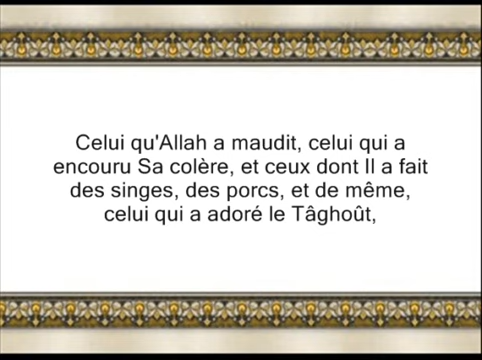 Celui qu'Allah a maudit, celui qui a
encouru Sa colère, et ceux dont Il a fait
des singes, des porcs, et de même,
celui qui a adoré le Tâghoût,